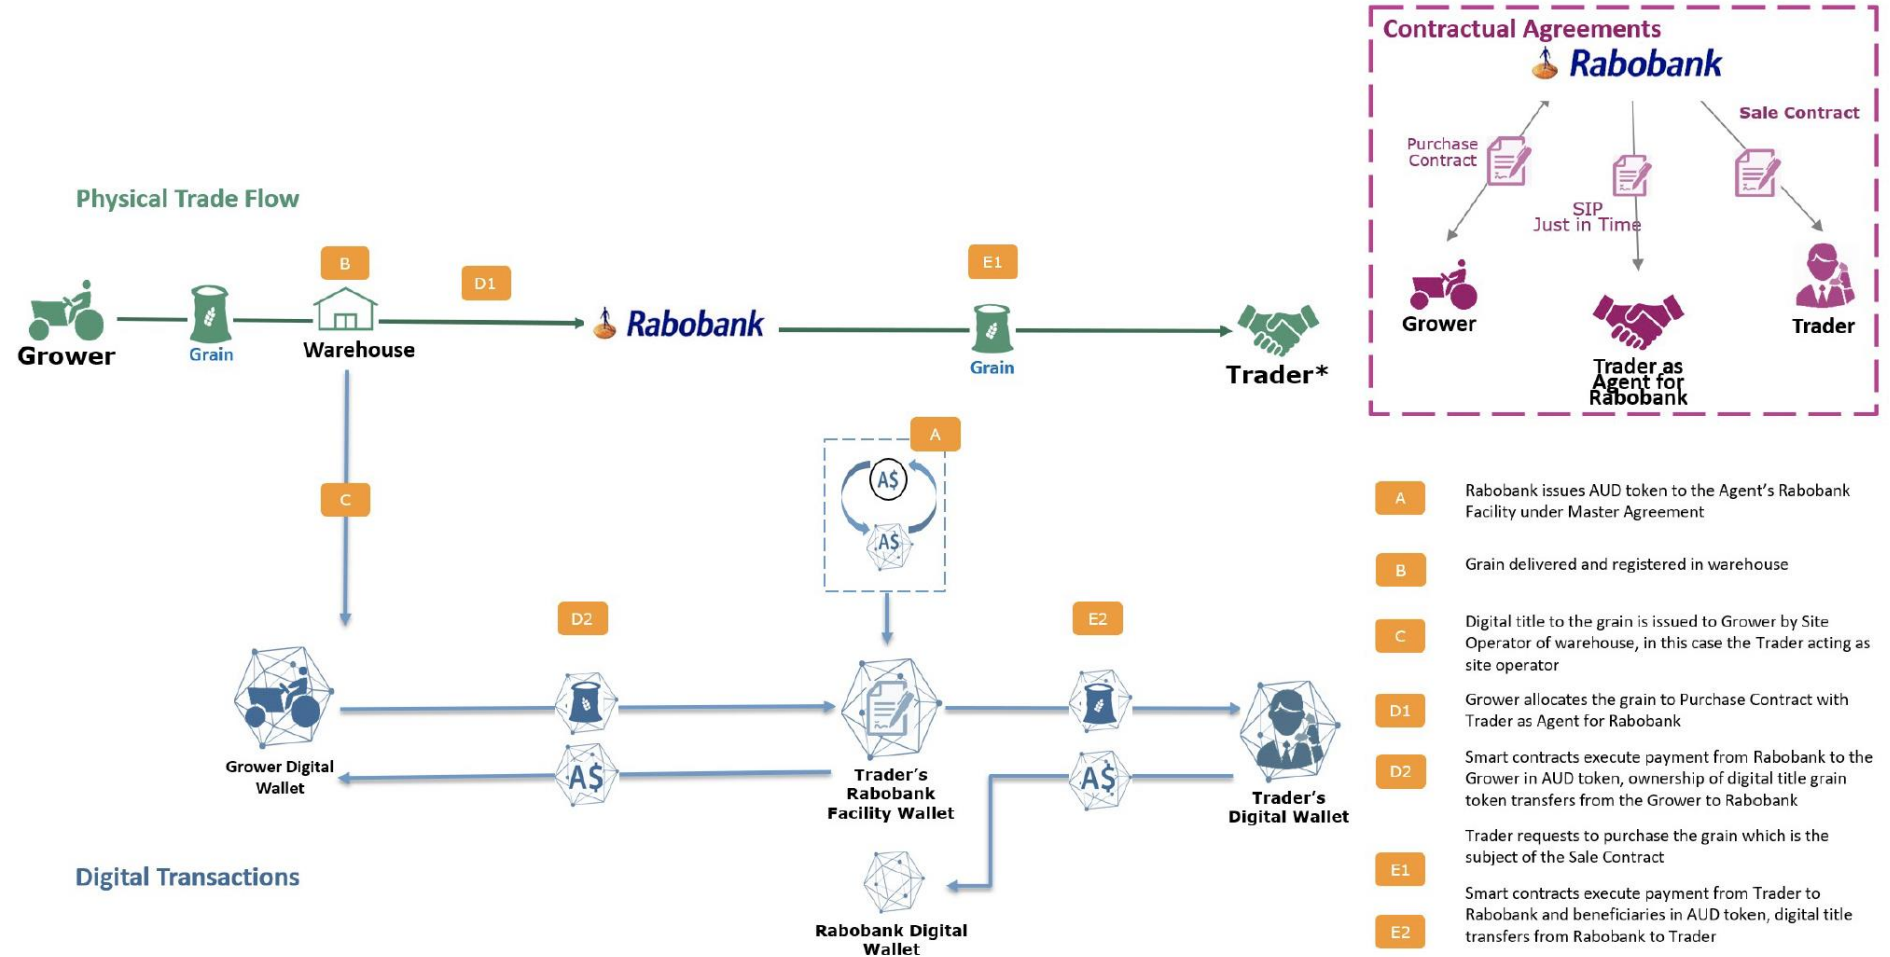 Contractual Agreements
Rabobank
Sale Contract
Purchase
Contract
SIP
Just in Time
Grower
Trader
Trader as
Agent for
Rabobank
Physical Trade Flow
B
D1
E1
Rabobank
Grower
Grain
Warehouse
Grain
Trader*
A
A$
A$
C
D2
E2
A$
A$
Grower Digital
Wallet
Trader's
Rabobank
Facility Wallet
Trader's
Digital Wallet
Digital Transactions
Rabobank Digital
Wallet
A
Rabobank issues AUD token to the Agent's Rabobank
Facility under Master Agreement
B
Grain delivered and registered in warehouse
C
Digital title to the grain is issued to Grower by Site
Operator of warehouse, in this case the Trader acting as
site operator
D1
Grower allocates the grain to Purchase Contract with
Trader as Agent for Rabobank
D2
Smart contracts execute payment from Rabobank to the
Grower in AUD token, ownership of digital title grain
token transfers from the Grower to Rabobank
E1
Trader requests to purchase the grain which is the
subject of the Sale Contract
E2
Smart contracts execute payment from Trader to
Rabobank and beneficiaries in AUD token, digital title
transfers from Rabobank to Trader